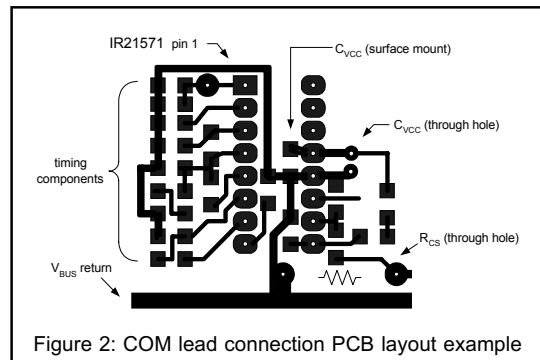 IR21571 pin 1
C_VCC (surface mount)
C_VCC (through hole)
timing
components
R_CS (through hole)
V_BUS return
Figure 2: COM lead connection PCB layout example